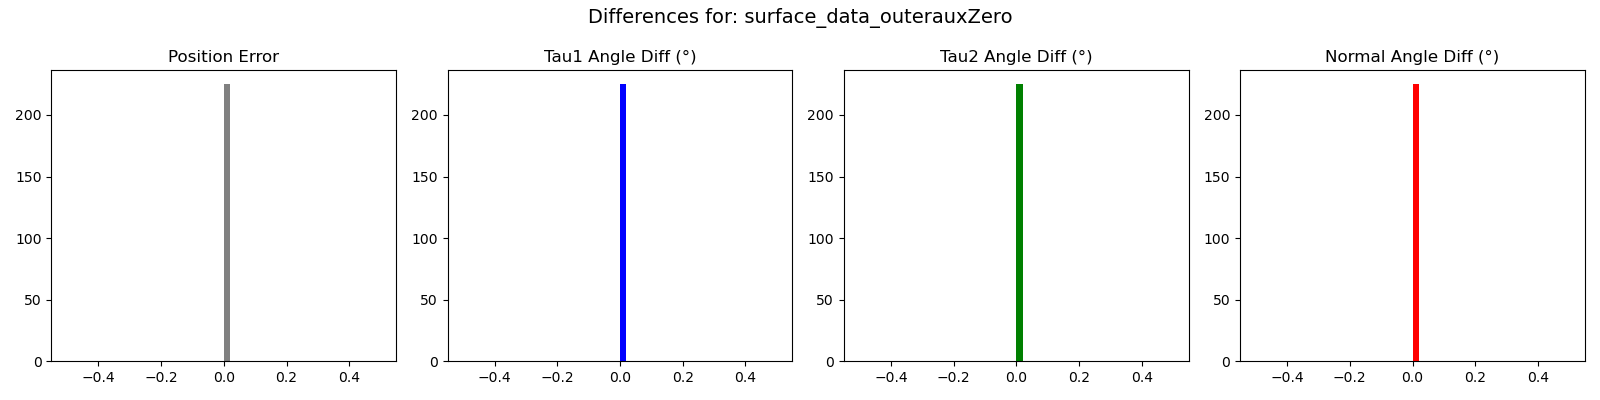 Differences for: surface_data_outerauxZero
Position Error
Tau1 Angle Diff (°)
Tau2 Angle Diff (°)
Normal Angle Diff (°)
200
150
100
50
0
−0.4 −0.2 0.0 0.2 0.4
200
150
100
50
0
−0.4 −0.2 0.0 0.2 0.4
200
150
100
50
0
−0.4 −0.2 0.0 0.2 0.4
200
150
100
50
0
−0.4 −0.2 0.0 0.2 0.4